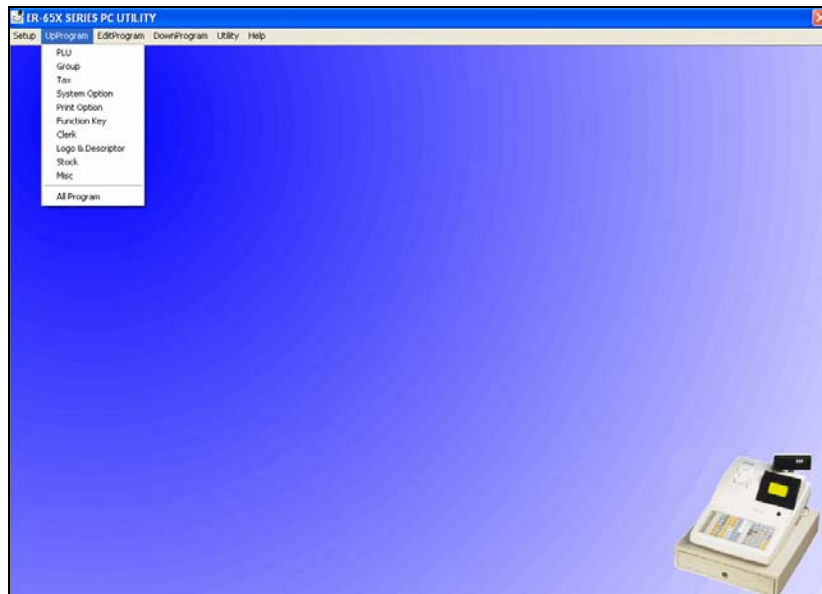 ER-65X SERIES PC UTILITY
Setup UpProgram EditProgram DownProgram Utility Help
PLU
Group
Tax
System Option
Print Option
Function Key
Clerk
Logo & Descriptor
Stock
Misc
All Program